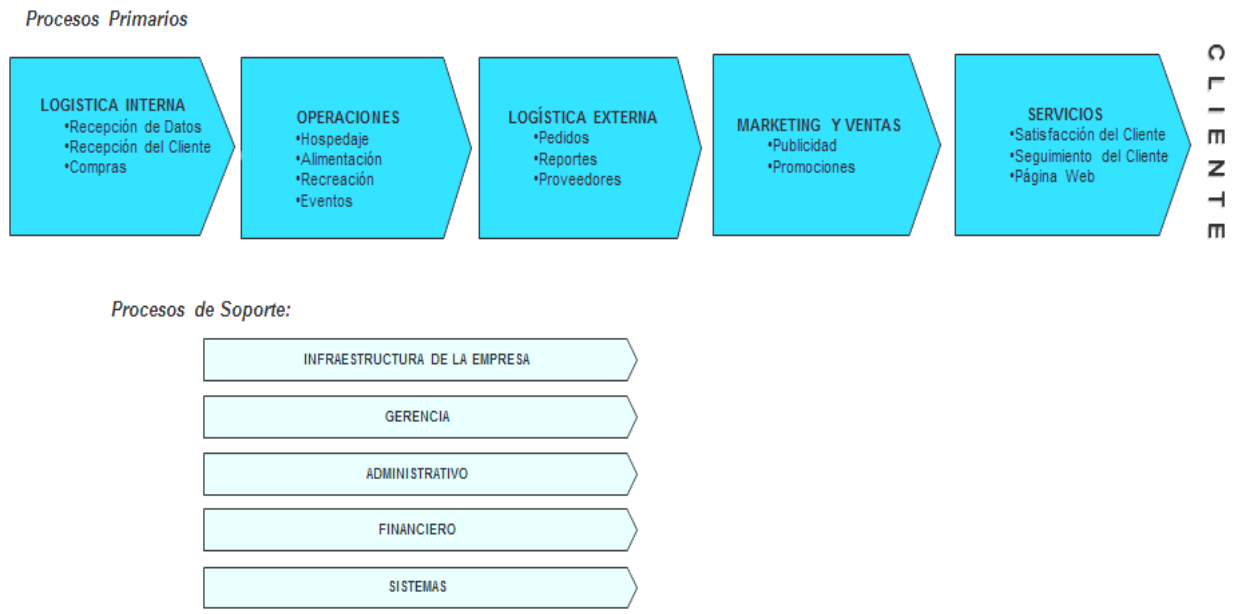 Procesos Primarios
LOGISTICA INTERNA
•Recepción de Datos
•Recepción del Cliente
•Compras
OPERACIONES
•Hospedaje
•Alimentación
•Recreación
•Eventos
LOGÍSTICA EXTERNA
•Pedidos
•Reportes
•Proveedores
MARKETING Y VENTAS
•Publicidad
•Promociones
SERVICIOS
•Satisfacción del Cliente
•Seguimiento del Cliente
•Página Web
CLIENTE
Procesos de Soporte:
INFRAESTRUCTURA DE LA EMPRESA
GERENCIA
ADMINISTRATIVO
FINANCIERO
SISTEMAS